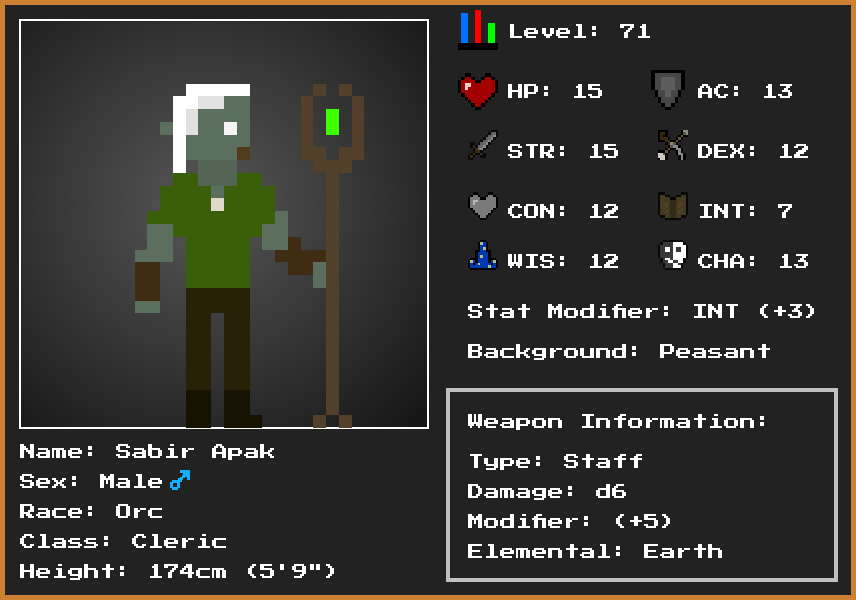 Level: 71
HP: 15 AC: 13
STR: 15 DEX: 12
CON: 12 INT: 7
WIS: 12 CHA: 13
Stat Modifier: INT (+3)
Background: Peasant
Weapon Information:
Type: Staff
Damage: d6
Modifier: (+5)
Elemental: Earth
Name: Sabir Apak
Sex: Male ♂
Race: Orc
Class: Cleric
Height: 174cm (5'9")